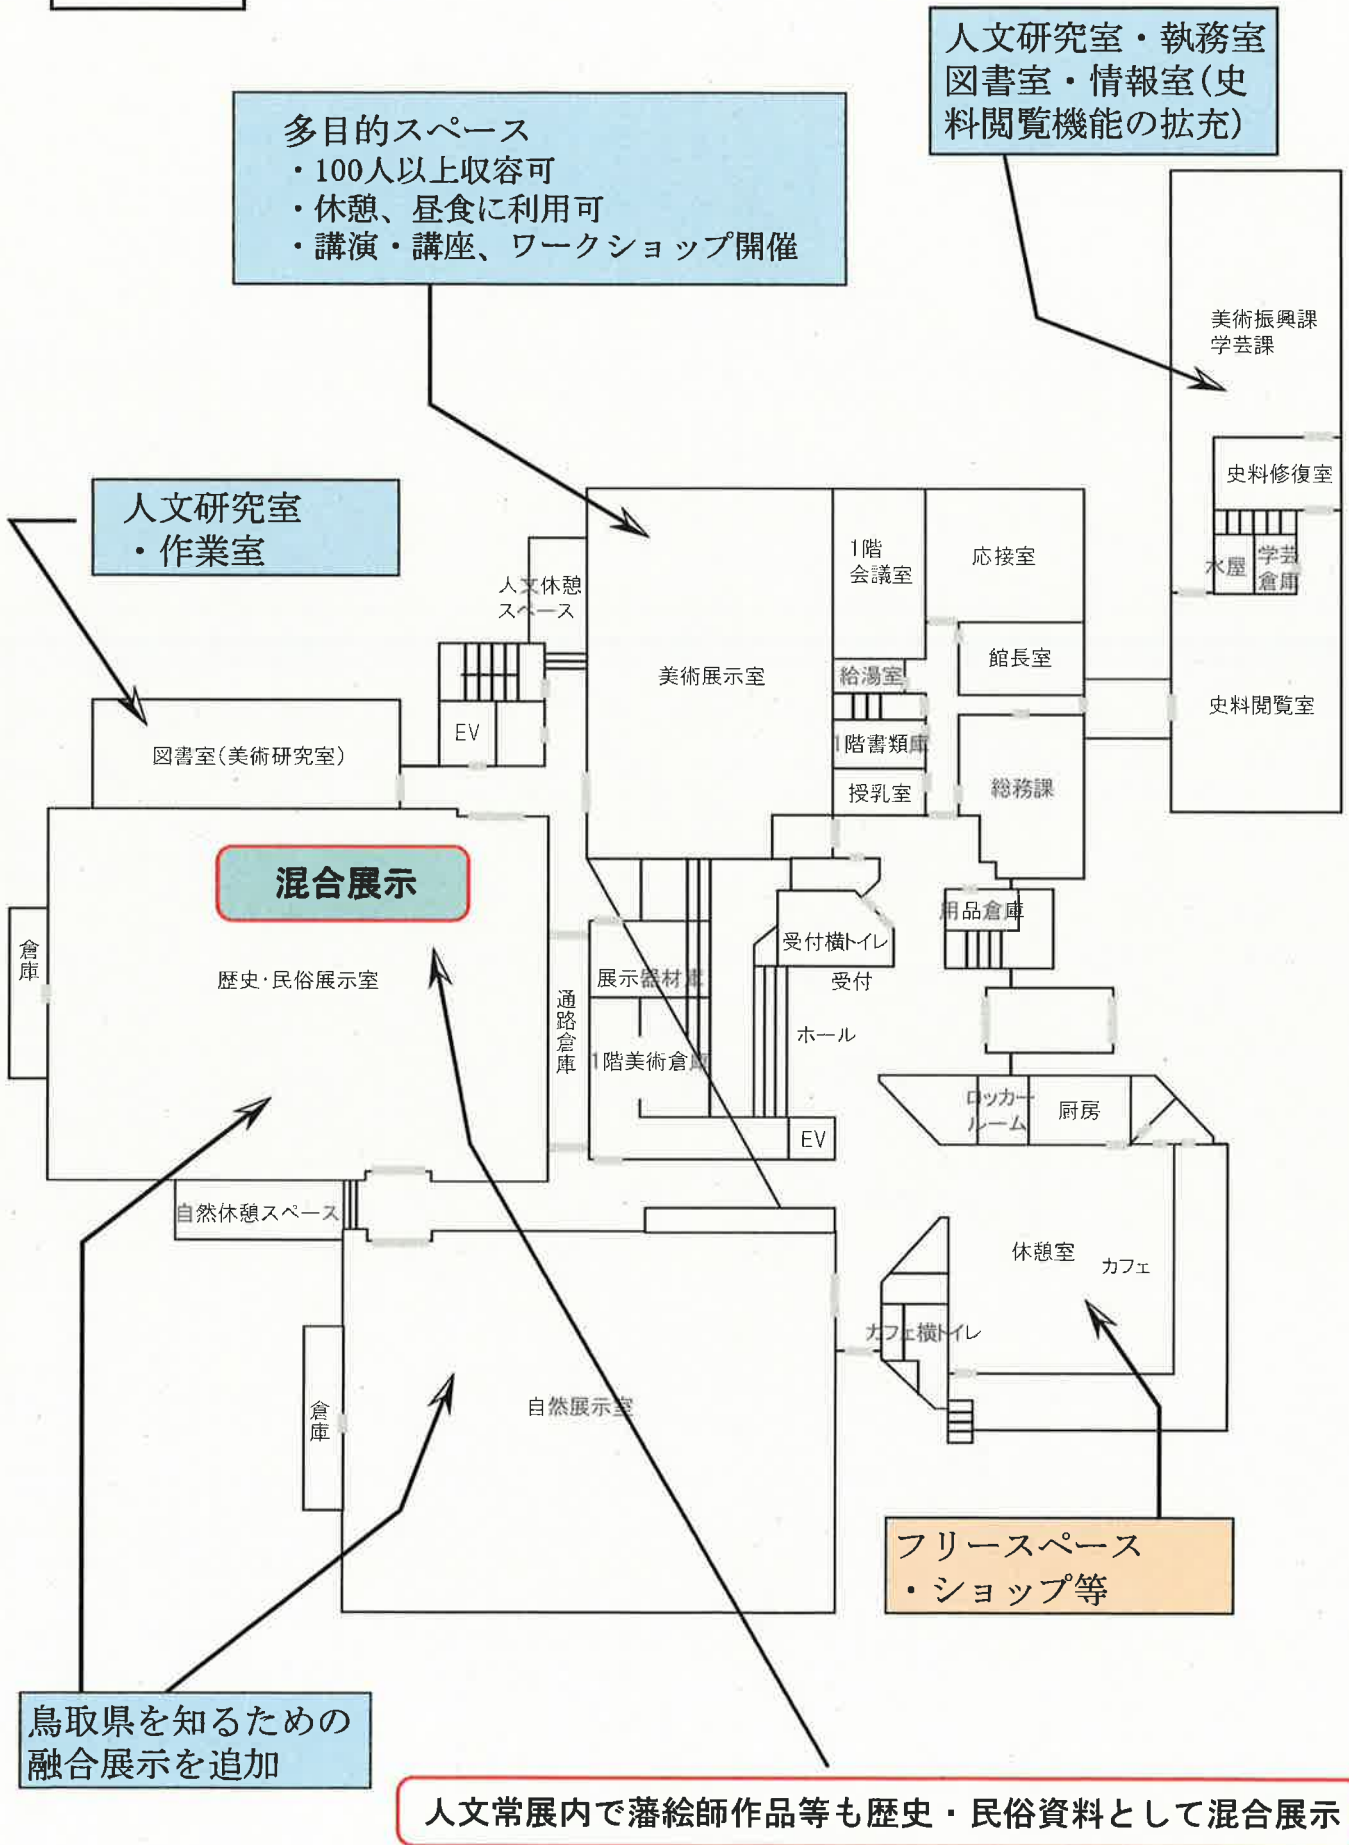 人文研究室・執務室
図書室・情報室(史
料閲覧機能の拡充)
多目的スペース
・100人以上収容可
・休憩、昼食に利用可
・講演・講座、ワークショップ開催
美術振興課
学芸課
史料修復室
水屋
学芸
倉庫
史料閲覧室
人文研究室
・作業室
人文休憩
スペース
1階
会議室
応接室
美術展示室
給湯室
館長室
EV
1階書類庫
図書室(美術研究室)
授乳室
総務課
混合展示
用品倉庫
倉庫
受付横トイレ
歴史・民俗展示室
展示器材庫
受付
通路倉庫
ホール
1階美術倉庫
ロッカー
ルーム
厨房
EV
自然休憩スペース
休憩室
カフェ
カフェ横トイレ
倉庫
自然展示室
フリースペース
・ショップ等
鳥取県を知るための
融合展示を追加
人文常展内で藩絵師作品等も歴史・民俗資料として混合展示